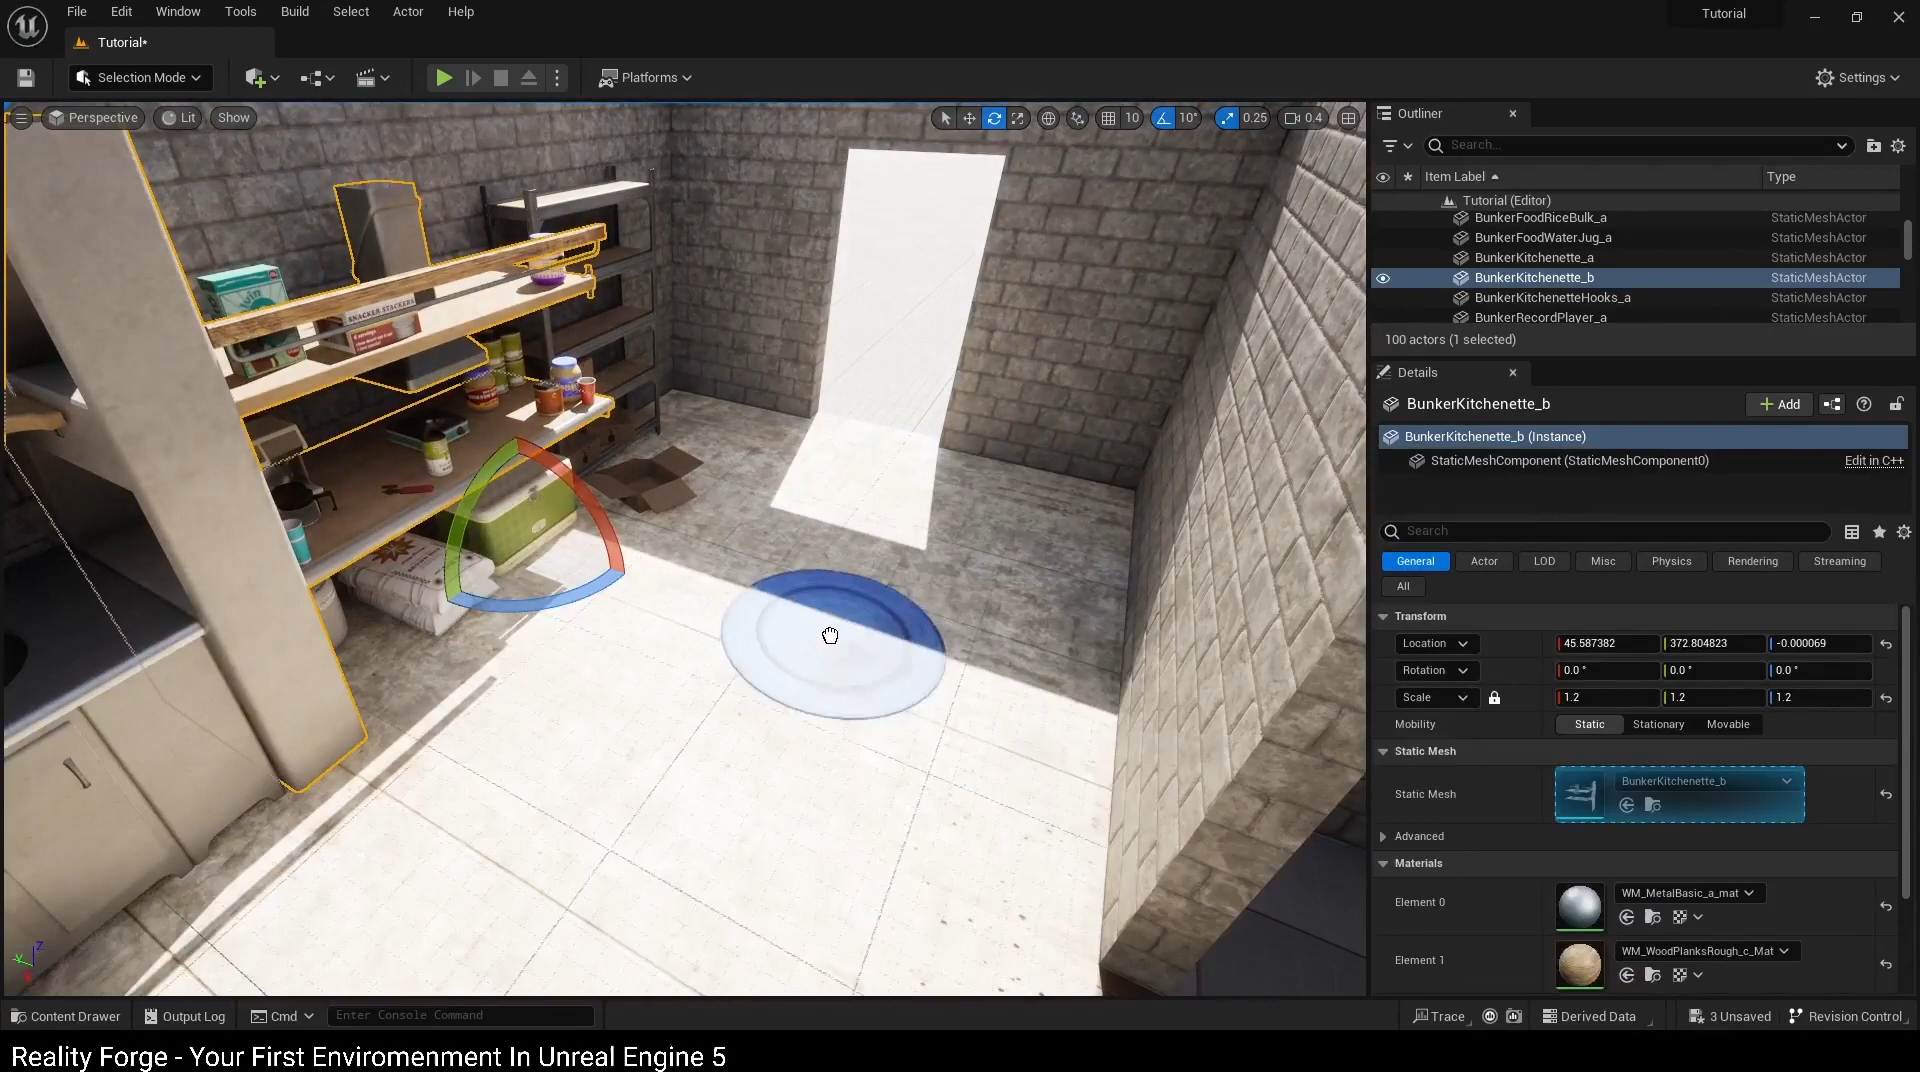 File Edit Window Tools Build Select Actor Help
Tutorial
Tutorial*
Selection Mode
Platforms
Settings
Perspective Lit Show
10 10° 0.25 0.4
SNACKER STACKERS
Outliner
Search...
Item Label Type
Tutorial (Editor)
BunkerFoodRiceBulk_a StaticMeshActor
BunkerFoodWaterJug_a StaticMeshActor
BunkerKitchenette_a StaticMeshActor
BunkerKitchenette_b StaticMeshActor
BunkerKitchenetteHooks_a StaticMeshActor
BunkerRecordPlayer_a StaticMeshActor
100 actors (1 selected)
Details
BunkerKitchenette_b Add
BunkerKitchenette_b (Instance)
StaticMeshComponent (StaticMeshComponent0) Edit in C++
Search
General Actor LOD Misc Physics Rendering Streaming
All
Transform
Location 45.587382 372.804823 -0.000069
Rotation 0.0 ° 0.0 ° 0.0 °
Scale 1.2 1.2 1.2
Mobility Static Stationary Movable
Static Mesh
Static Mesh BunkerKitchenette_b
Advanced
Materials
Element 0 WM_MetalBasic_a_mat
Element 1 WM_WoodPlanksRough_c_Mat
Z
Content Drawer Output Log Cmd Enter Console Command Trace Derived Data 3 Unsaved Revision Control
Reality Forge - Your First Enviromenment In Unreal Engine 5